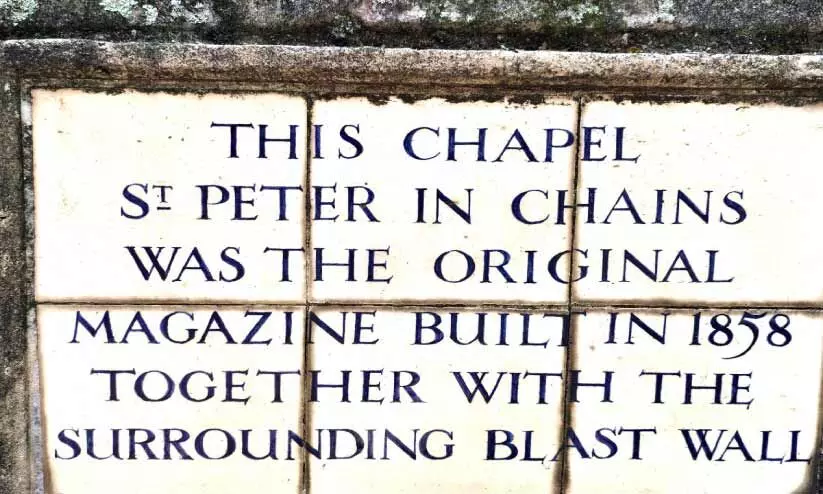 THIS CHAPEL
ST PETER IN CHAINS
WAS THE ORIGINAL
MAGAZINE BUILT IN 1858
TOGETHER WITH THE
SURROUNDING BLAST WALL